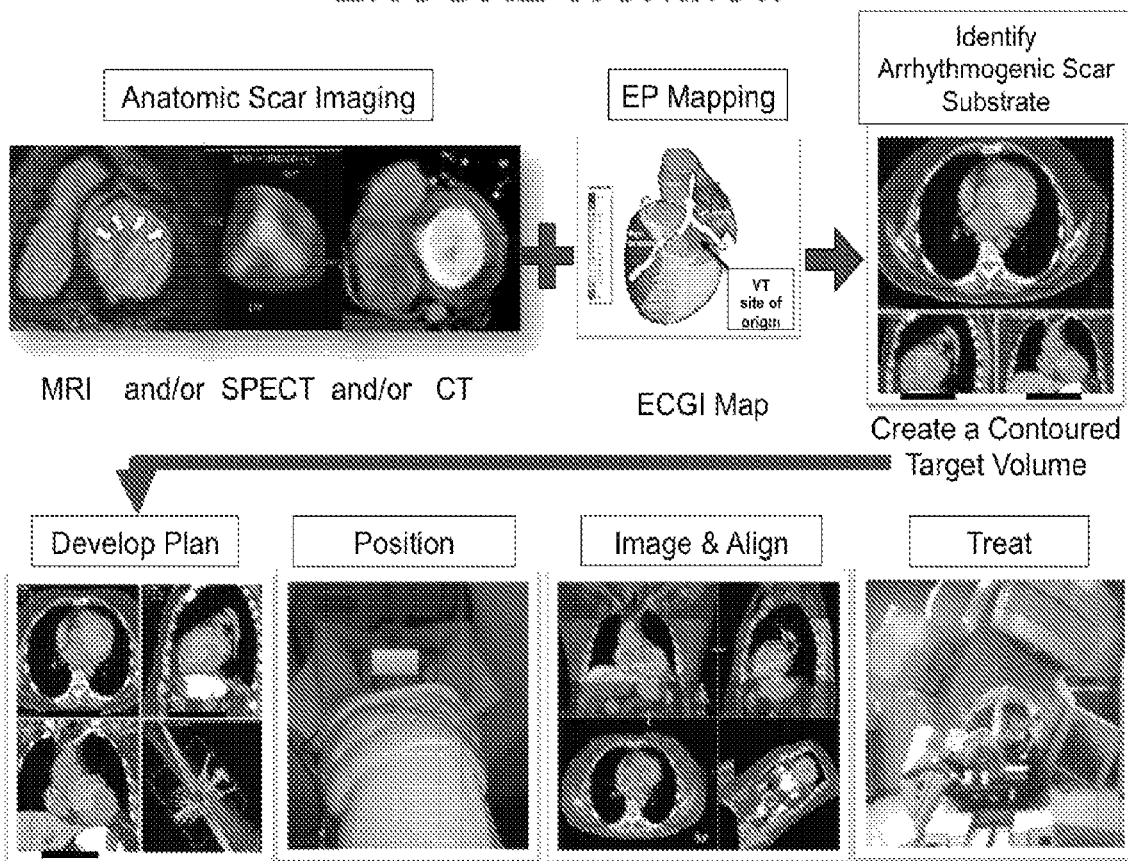 Identify
Arrhythmogenic Scar
Substrate
Anatomic Scar Imaging
EP Mapping
VT
site of
origin
MRI and/or SPECT and/or CT
ECGI Map
Create a Contoured
Target Volume
Develop Plan
Position
Image & Align
Treat